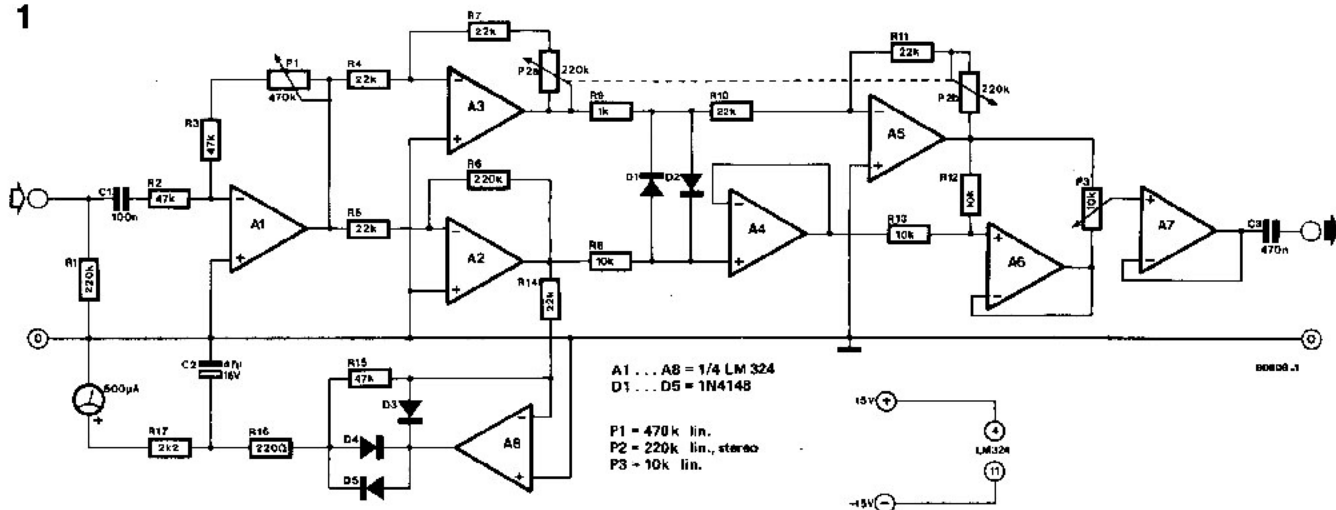 1
R7
22k
R11
22k
P1
470k
R4
22k
P2a
220k
A3
R9
1k
R10
22k
P2b
220k
A5
R3
47k
R6
220k
D1
D2
R12
10k
P3
10k
C1
100n
R2
47k
A1
R5
22k
A2
R8
10k
A4
R13
10k
A6
A7
C3
470n
R1
220k
R14
22k
0
0
C2
47µ
16V
R15
47k
A1 ... A8 = 1/4 LM 324
D1 ... D5 = 1N4148
500µA
+
D3
15V
+
4
R17
2k2
R16
220Ω
D4
A8
P1 = 470k lin.
P2 = 220k lin., stereo
P3 = 10k lin.
LM324
11
D5
-15V
−